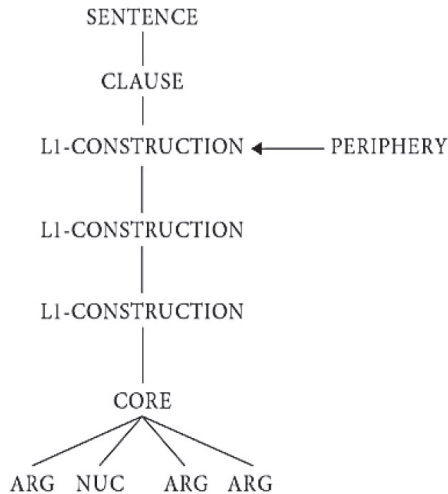 SENTENCE
CLAUSE
L1-CONSTRUCTION PERIPHERY
L1-CONSTRUCTION
L1-CONSTRUCTION
CORE
ARG NUC ARG ARG